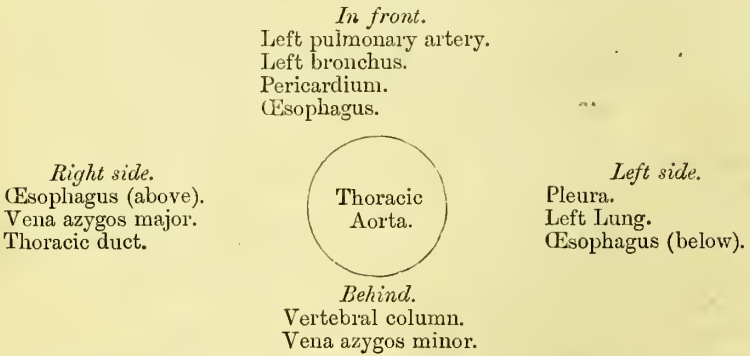 In front.
Left pulmonary artery.
Left bronchus.
Pericardium.
Œsophagus.
Right side.
Œsophagus (above).
Vena azygos major.
Thoracic duct.
Thoracic
Aorta.
Left side.
Pleura.
Left Lung.
Œsophagus (below).
Behind.
Vertebral column.
Vena azygos minor.